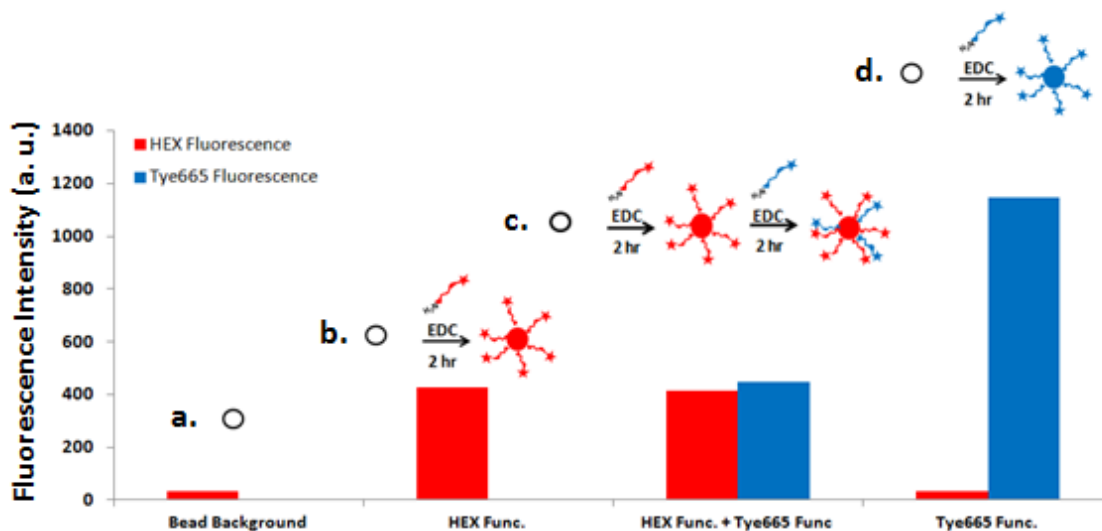 d.
EDC
2 hr
Fluorescence Intensity (a. u.)
1400
1200
1000
800
600
400
200
0
HEX Fluorescence
Tye665 Fluorescence
c.
EDC
2 hr
EDC
2 hr
b.
EDC
2 hr
a.
Bead Background
HEX Func.
HEX Func. + Tye665 Func
Tye665 Func.